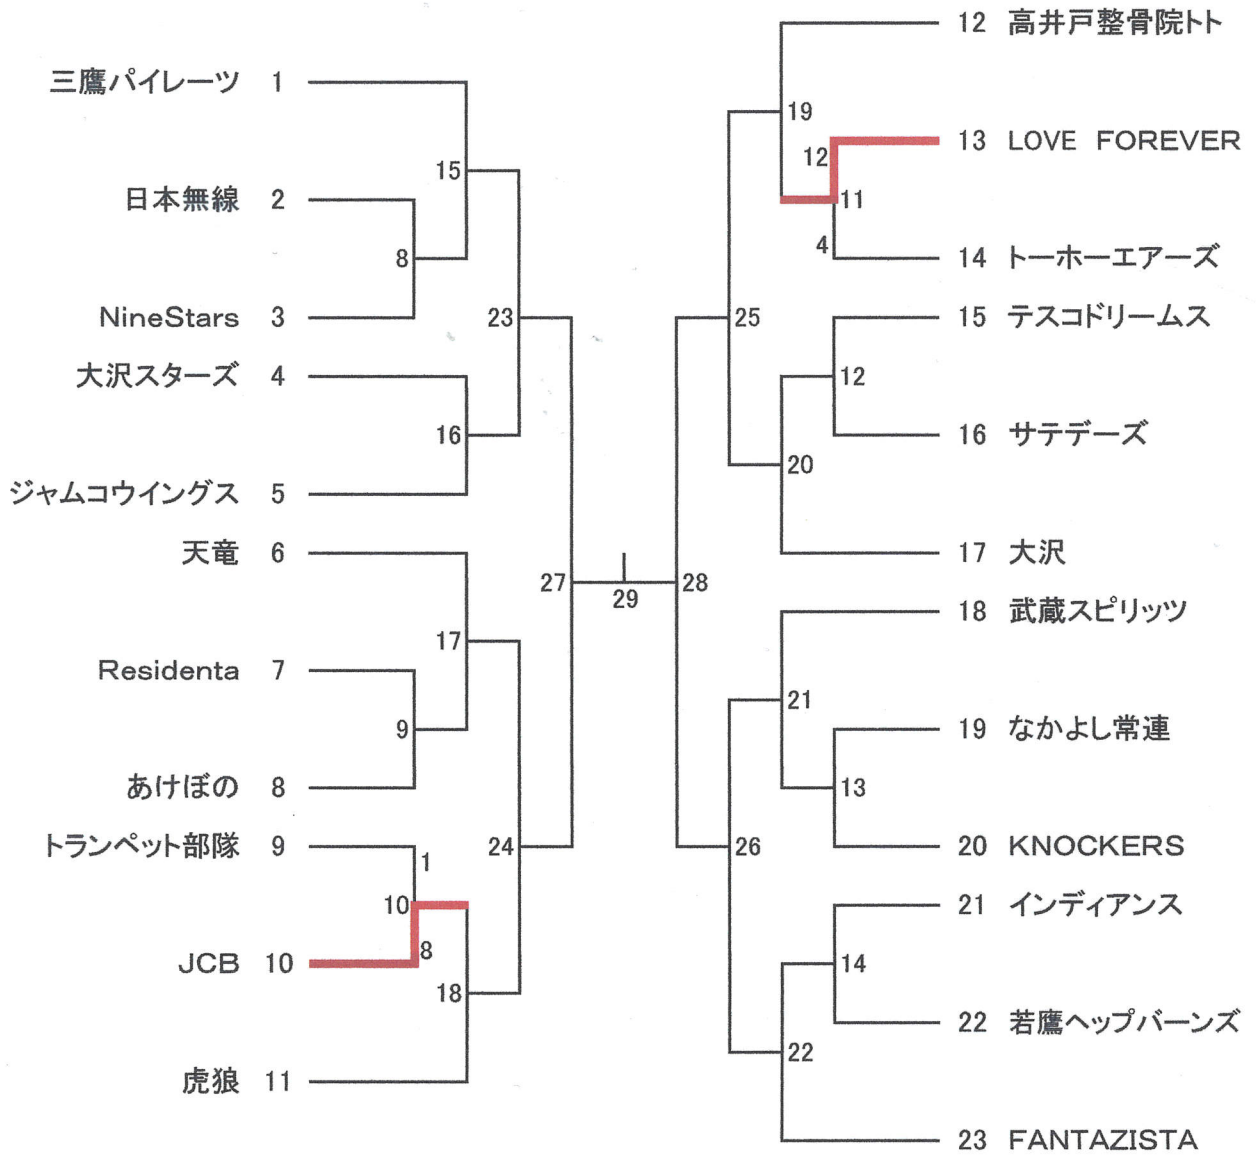 三鷹パイレーツ 1
15
日本無線 2
8
NineStars 3
23
大沢スターズ 4
16
ジャムコウイングス 5
天竜 6
27
17
Residenta 7
9
あけぼの 8
トランペット部隊 9
1
24
10
8
JCB 10
18
虎狼 11
29
12 高井戸整骨院トト
19
12
13 LOVE FOREVER
11
4
14 トーホーエアーズ
25
15 テスコドリームス
12
16 サテデーズ
20
17 大沢
28
18 武蔵スピリッツ
21
19 なかよし常連
13
26
20 KNOCKERS
21 インディアンス
14
22 若鷹ヘップバーンズ
22
23 FANTAZISTA